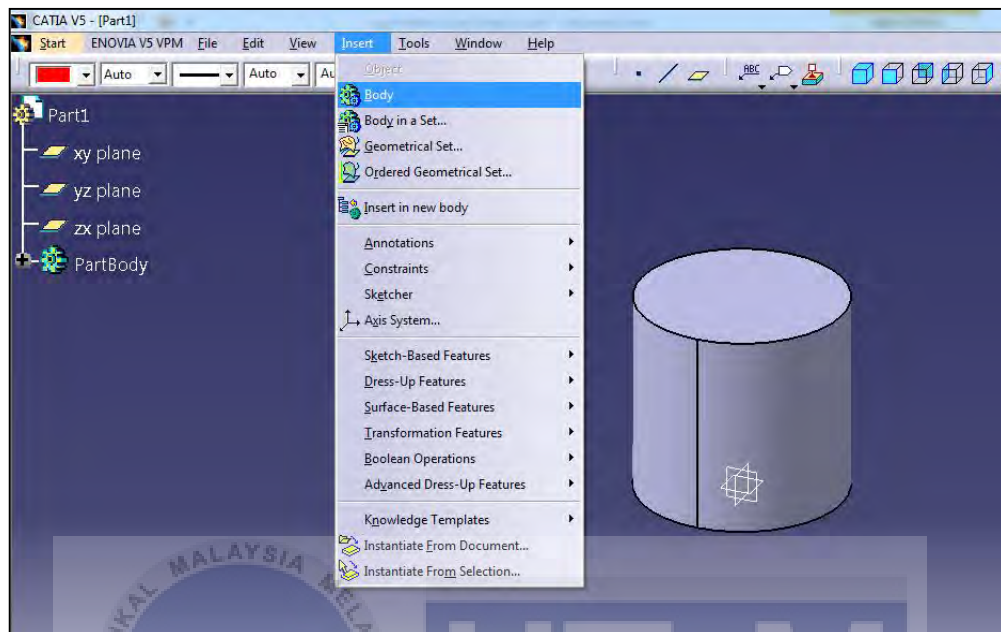 CATIA V5 - [Part1]
Start ENOVIA V5 VPM File Edit View Insert Tools Window Help
Auto Auto Au
ABC
Object
Body
Body in a Set...
Geometrical Set...
Ordered Geometrical Set...
Insert in new body
Annotations
Constraints
Sketcher
Axis System...
Sketch-Based Features
Dress-Up Features
Surface-Based Features
Transformation Features
Boolean Operations
Advanced Dress-Up Features
Knowledge Templates
Instantiate From Document...
Instantiate From Selection...
Part1
xy plane
yz plane
zx plane
PartBody
MALAYSIA